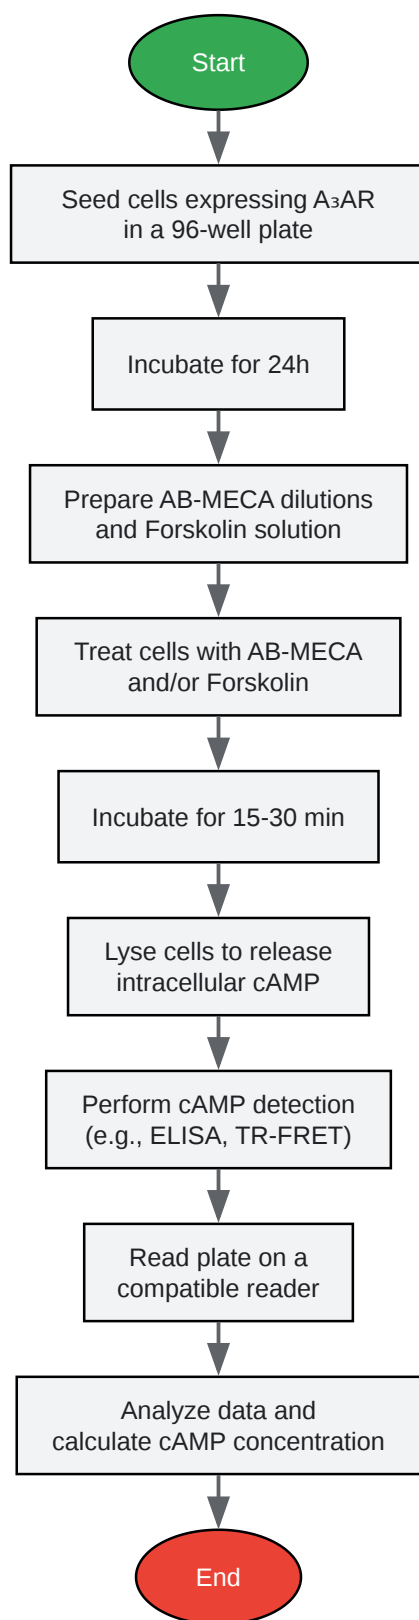 Start
Seed cells expressing A₃AR
in a 96-well plate
Incubate for 24h
Prepare AB-MECA dilutions
and Forskolin solution
Treat cells with AB-MECA
and/or Forskolin
Incubate for 15-30 min
Lyse cells to release
intracellular cAMP
Perform cAMP detection
(e.g., ELISA, TR-FRET)
Read plate on a
compatible reader
Analyze data and
calculate cAMP concentration
End